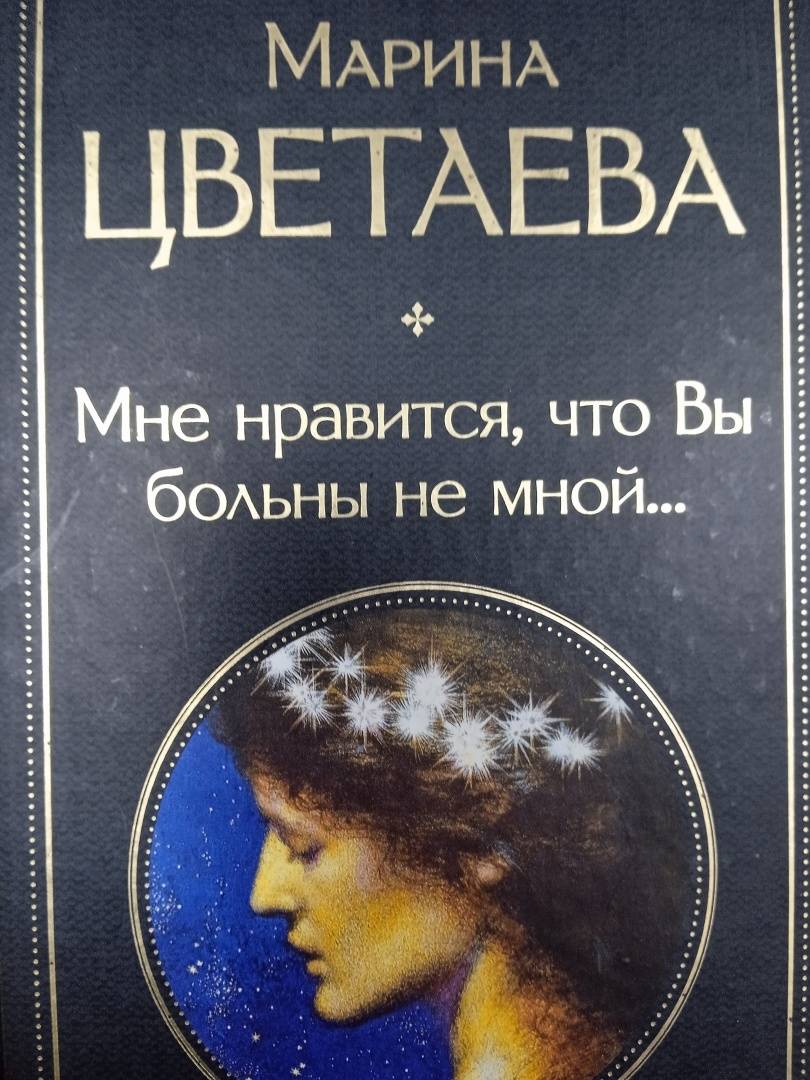 Марина
ЦВЕТАЕВА
Мне нравится, что Вы
больны не мной...